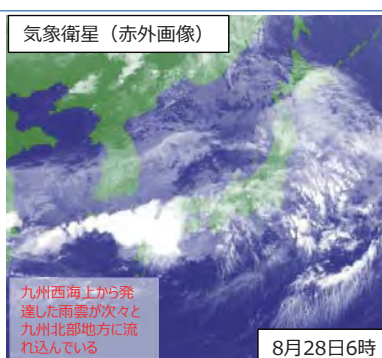 気象衛星（赤外画像）
九州西海上から発
達した雨雲が次々と
九州北部地方に流
れ込んでいる
8月28日6時